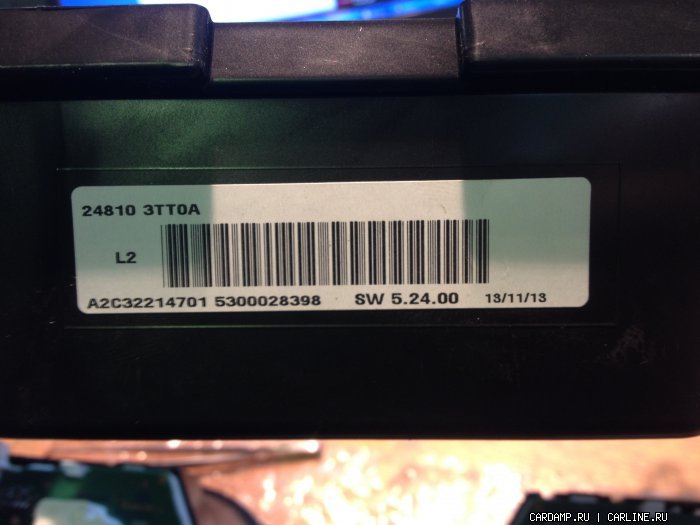 24810 3TT0A
L2
A2C32214701 5300028398 SW 5.24.00 13/11/13
CARDAMP.RU | CARLINE.RU